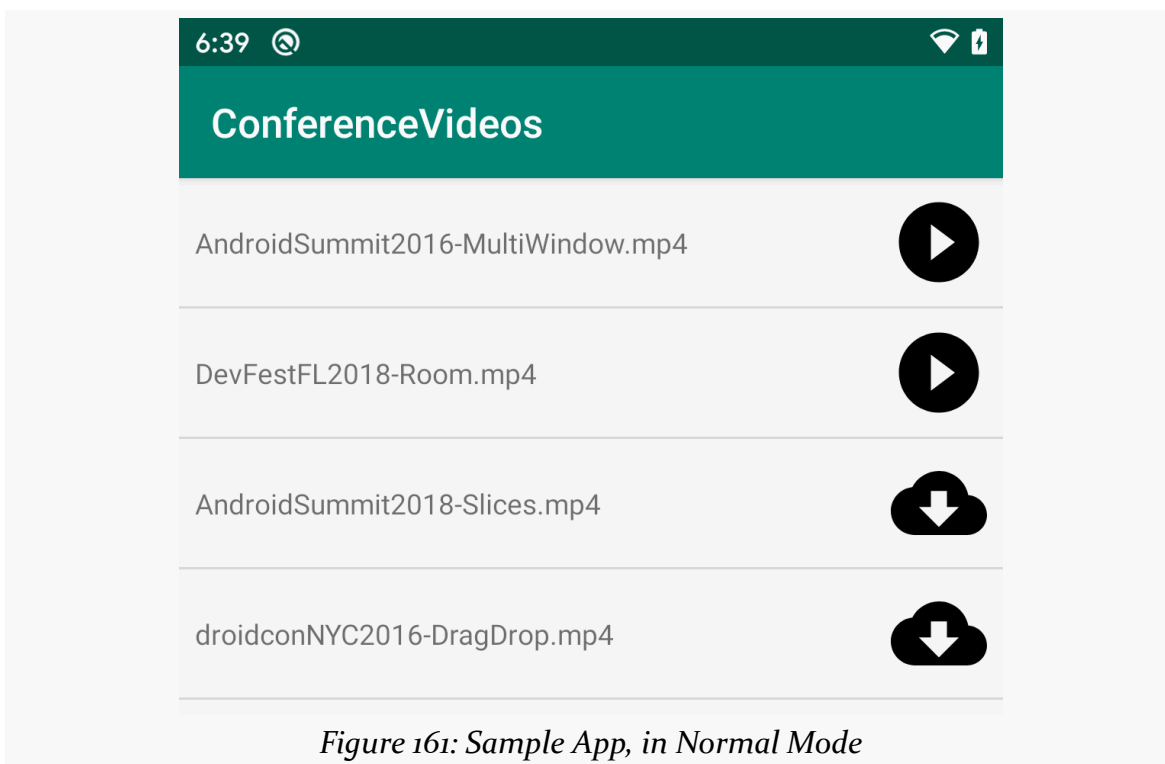 6:39
ConferenceVideos
AndroidSummit2016-MultiWindow.mp4
DevFestFL2018-Room.mp4
AndroidSummit2018-Slices.mp4
droidconNYC2016-DragDrop.mp4
Figure 161: Sample App, in Normal Mode